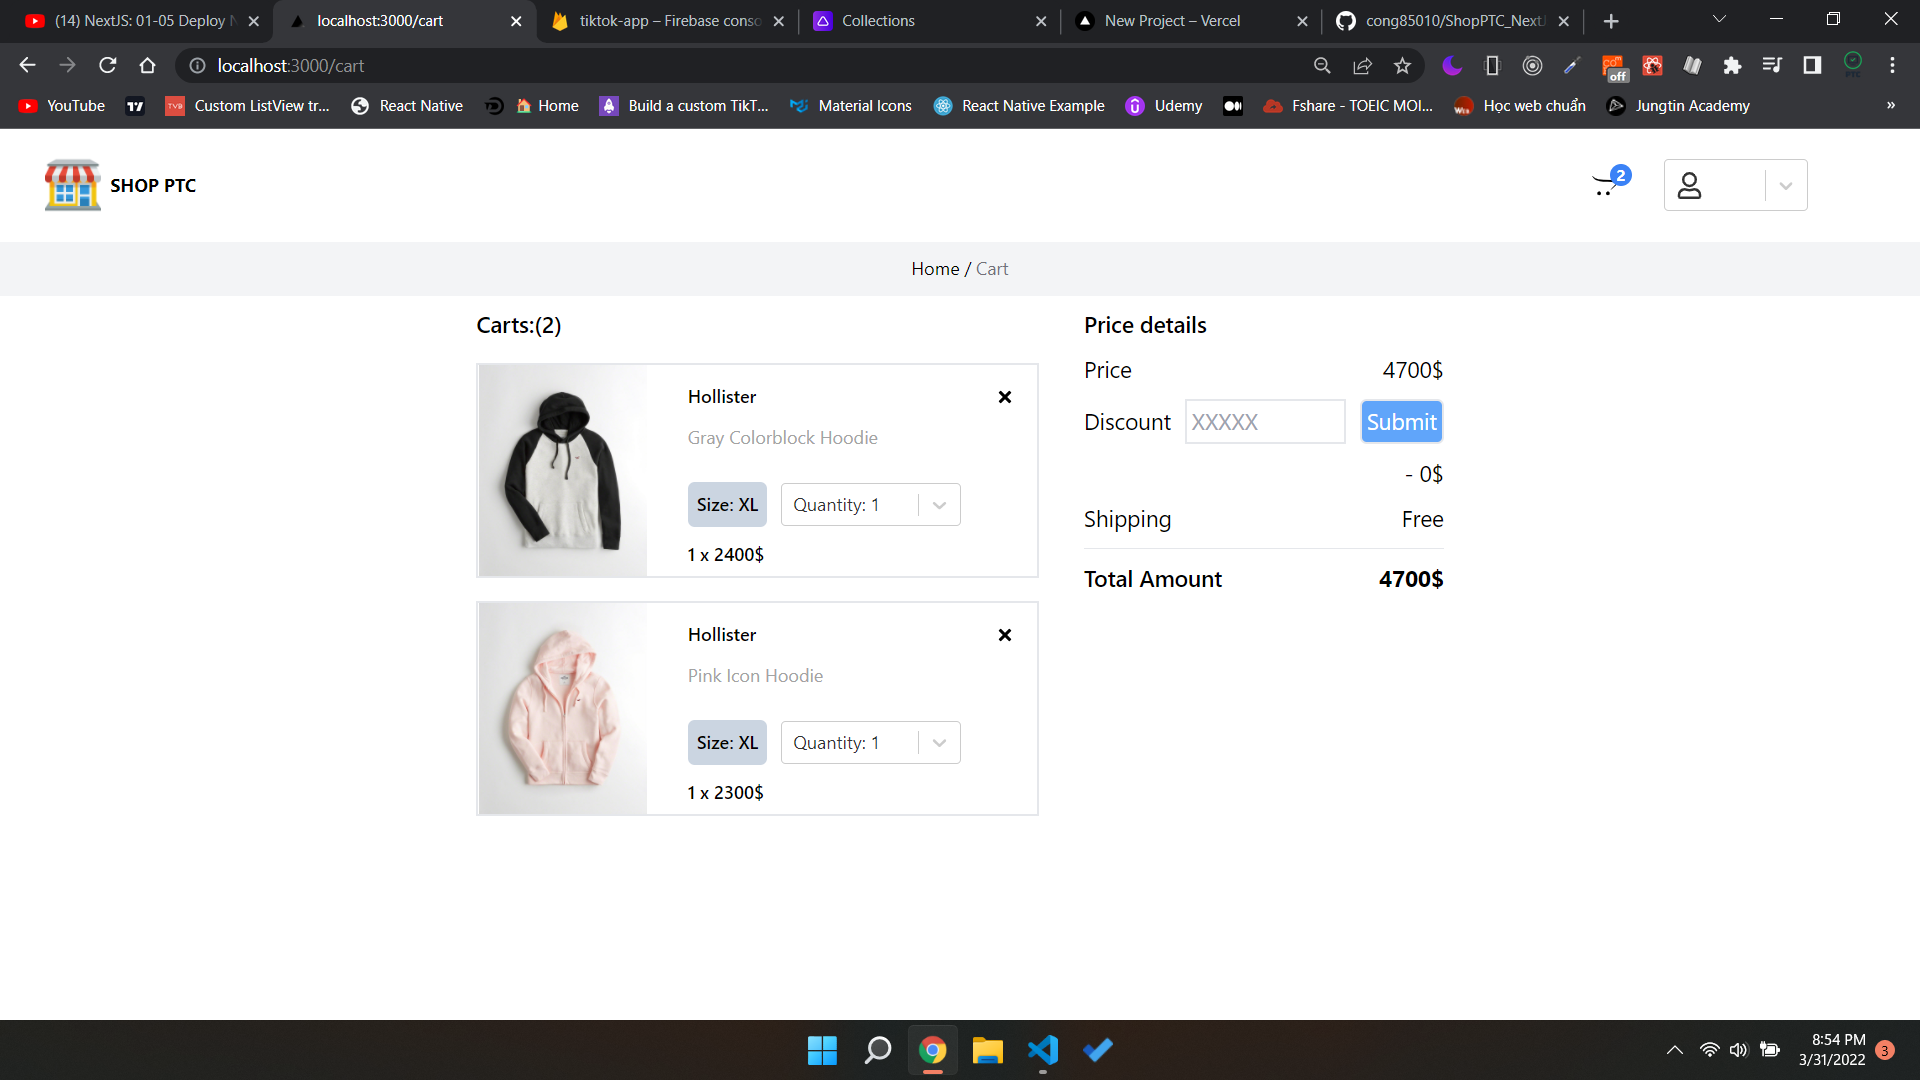 (14) NextJS: 01-05 Deploy N
localhost:3000/cart
tiktok-app – Firebase conso
Collections
New Project – Vercel
cong85010/ShopPTC_NextJ
localhost:3000/cart
off
YouTube
Custom ListView tr...
React Native
Home
Build a custom TikT...
Material Icons
React Native Example
Udemy
Fshare - TOEIC MOI...
Học web chuẩn
Jungtin Academy
»
SHOP PTC
2
Home / Cart
Carts:(2)
Hollister
Gray Colorblock Hoodie
Size: XL
Quantity: 1
1 x 2400$
Hollister
Pink Icon Hoodie
Size: XL
Quantity: 1
1 x 2300$
Price details
Price
4700$
Discount
XXXXX
Submit
- 0$
Shipping
Free
Total Amount
4700$
8:54 PM
3/31/2022
3